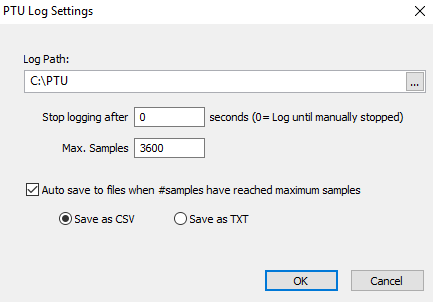 PTU Log Settings
Log Path:
C:\PTU
...
Stop logging after 0 seconds (0= Log until manually stopped)
Max. Samples 3600
Auto save to files when #samples have reached maximum samples
Save as CSV Save as TXT
OK Cancel